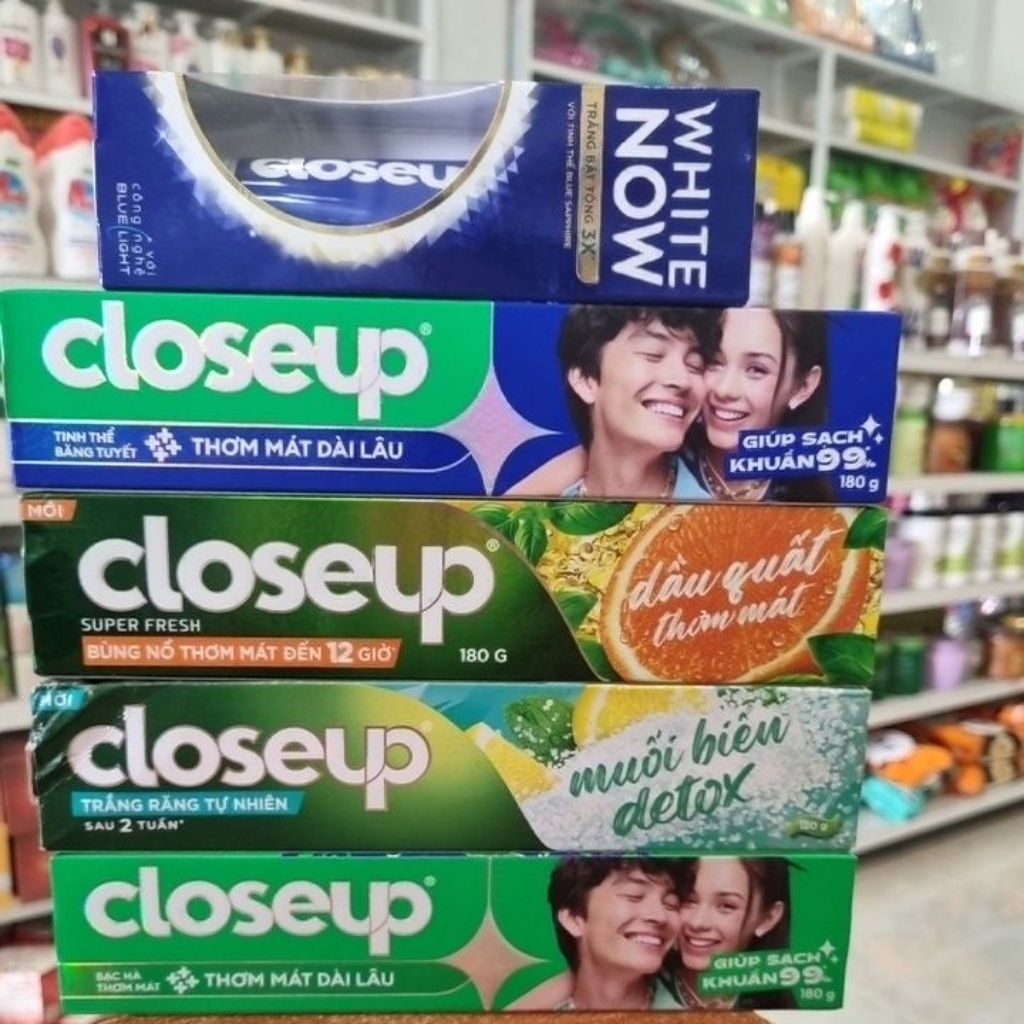 closeup
WHITE
NOW
TRẮNG BẬT TÔNG 3X
VỚI TINH THỂ BLUE SAPPHIRE
công nghệ với
BLUE LIGHT
closeup®
TINH THỂ
BĂNG TUYẾT
THƠM MÁT DÀI LÂU
GIÚP SẠCH
KHUẨN 99%
180 g
MỚI
closeup®
SUPER FRESH
BÙNG NỔ THƠM MÁT ĐẾN 12 GIỜ*
180 G
dầu quất
thơm mát
MỚI
closeup®
TRẮNG RĂNG TỰ NHIÊN
SAU 2 TUẦN*
muối biển
detox
180 g
closeup®
BẠC HÀ
THƠM MÁT
THƠM MÁT DÀI LÂU
GIÚP SẠCH
KHUẨN 99%
180 g